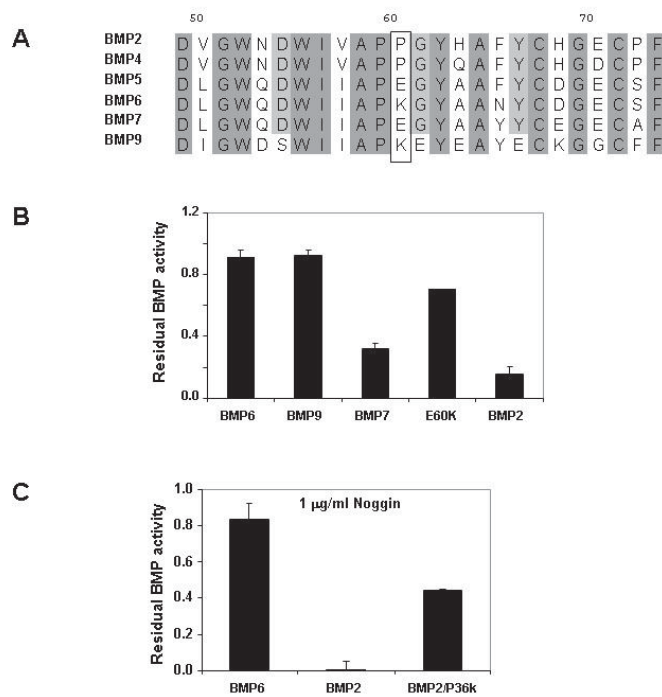 50 60 70
A
BMP2 D V G W N D W I V A P P G Y H A F Y C H G E C P F
BMP4 D V G W N D W I V A P P G Y Q A F Y C H G D C P F
BMP5 D L G W Q D W I I A P E G Y A A F Y C D G E C S F
BMP6 D L G W Q D W I I A P K G Y A A N Y C D G E C S F
BMP7 D L G W Q D W I I A P E G Y A A Y Y C E G E C A F
BMP9 D I G W D S W I I A P K E Y E A Y E C K G G C F F
B
Residual BMP activity
1.2
0.8
0.4
0.0
BMP6 BMP9 BMP7 E60K BMP2
C
Residual BMP activity
1 µg/ml Noggin
1.0
0.8
0.6
0.4
0.2
0.0
BMP6 BMP2 BMP2/P36k